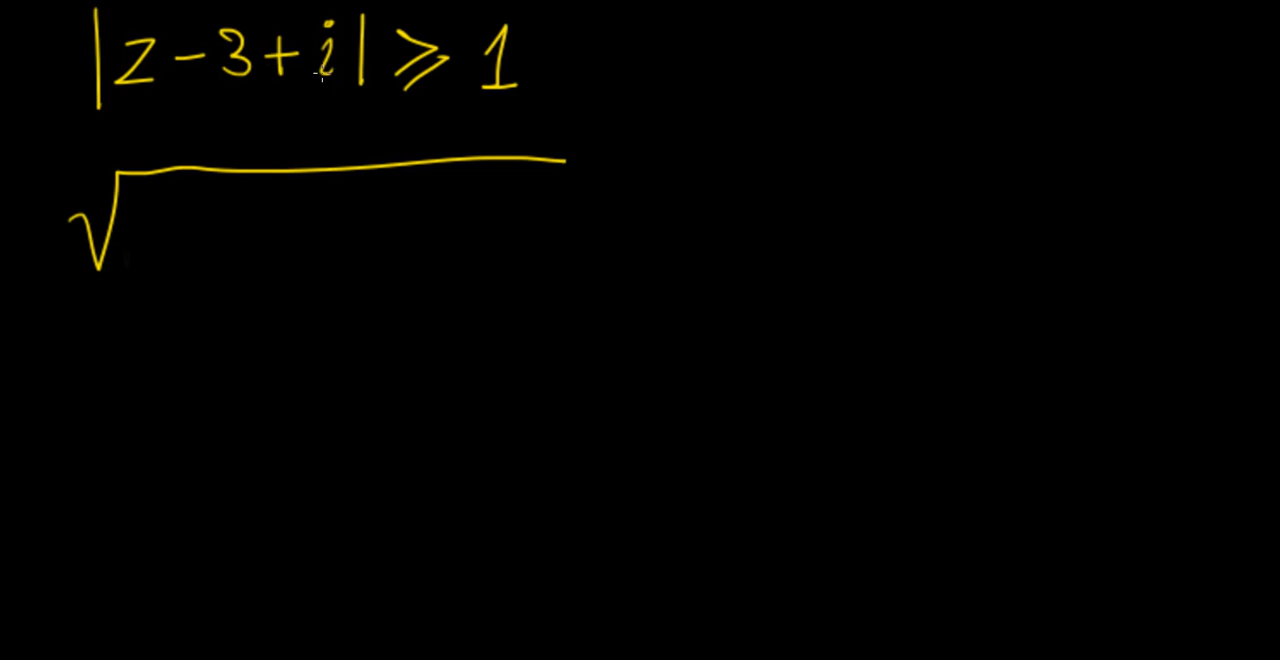 |z-3+i| ⩾ 1
√